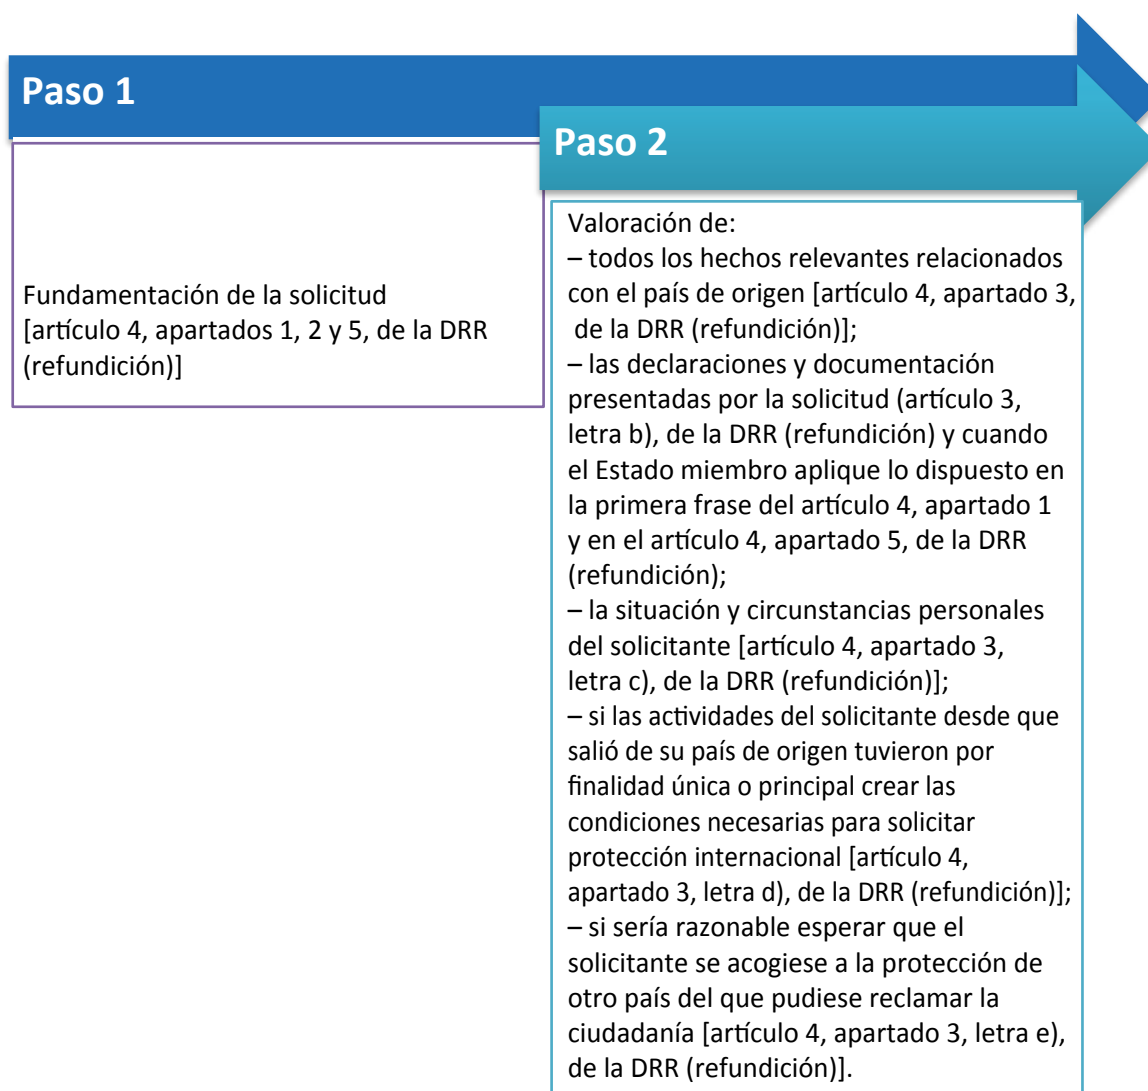 Paso 1
Fundamentación de la solicitud
[artículo 4, apartados 1, 2 y 5, de la DRR
(refundición)]
Paso 2
Valoración de:
– todos los hechos relevantes relacionados
con el país de origen [artículo 4, apartado 3,
de la DRR (refundición)];
– las declaraciones y documentación
presentadas por la solicitud (artículo 3,
letra b), de la DRR (refundición) y cuando
el Estado miembro aplique lo dispuesto en
la primera frase del artículo 4, apartado 1
y en el artículo 4, apartado 5, de la DRR
(refundición);
– la situación y circunstancias personales
del solicitante [artículo 4, apartado 3,
letra c), de la DRR (refundición)];
– si las actividades del solicitante desde que
salió de su país de origen tuvieron por
finalidad única o principal crear las
condiciones necesarias para solicitar
protección internacional [artículo 4,
apartado 3, letra d), de la DRR (refundición)];
– si sería razonable esperar que el
solicitante se acogiese a la protección de
otro país del que pudiese reclamar la
ciudadanía [artículo 4, apartado 3, letra e),
de la DRR (refundición)].